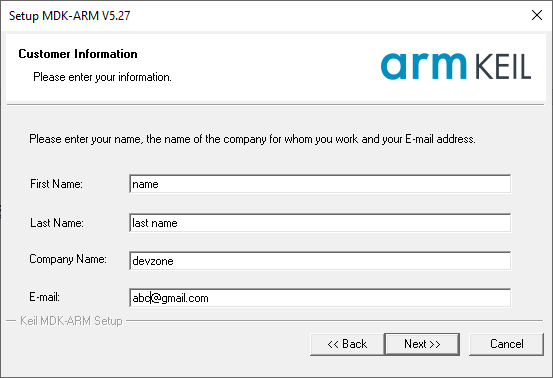 Setup MDK-ARM V5.27
Customer Information
Please enter your information.
arm KEIL
Please enter your name, the name of the company for whom you work and your E-mail address.
First Name: name
Last Name: last name
Company Name: devzone
E-mail: abc@gmail.com
Keil MDK-ARM Setup
<< Back Next >> Cancel